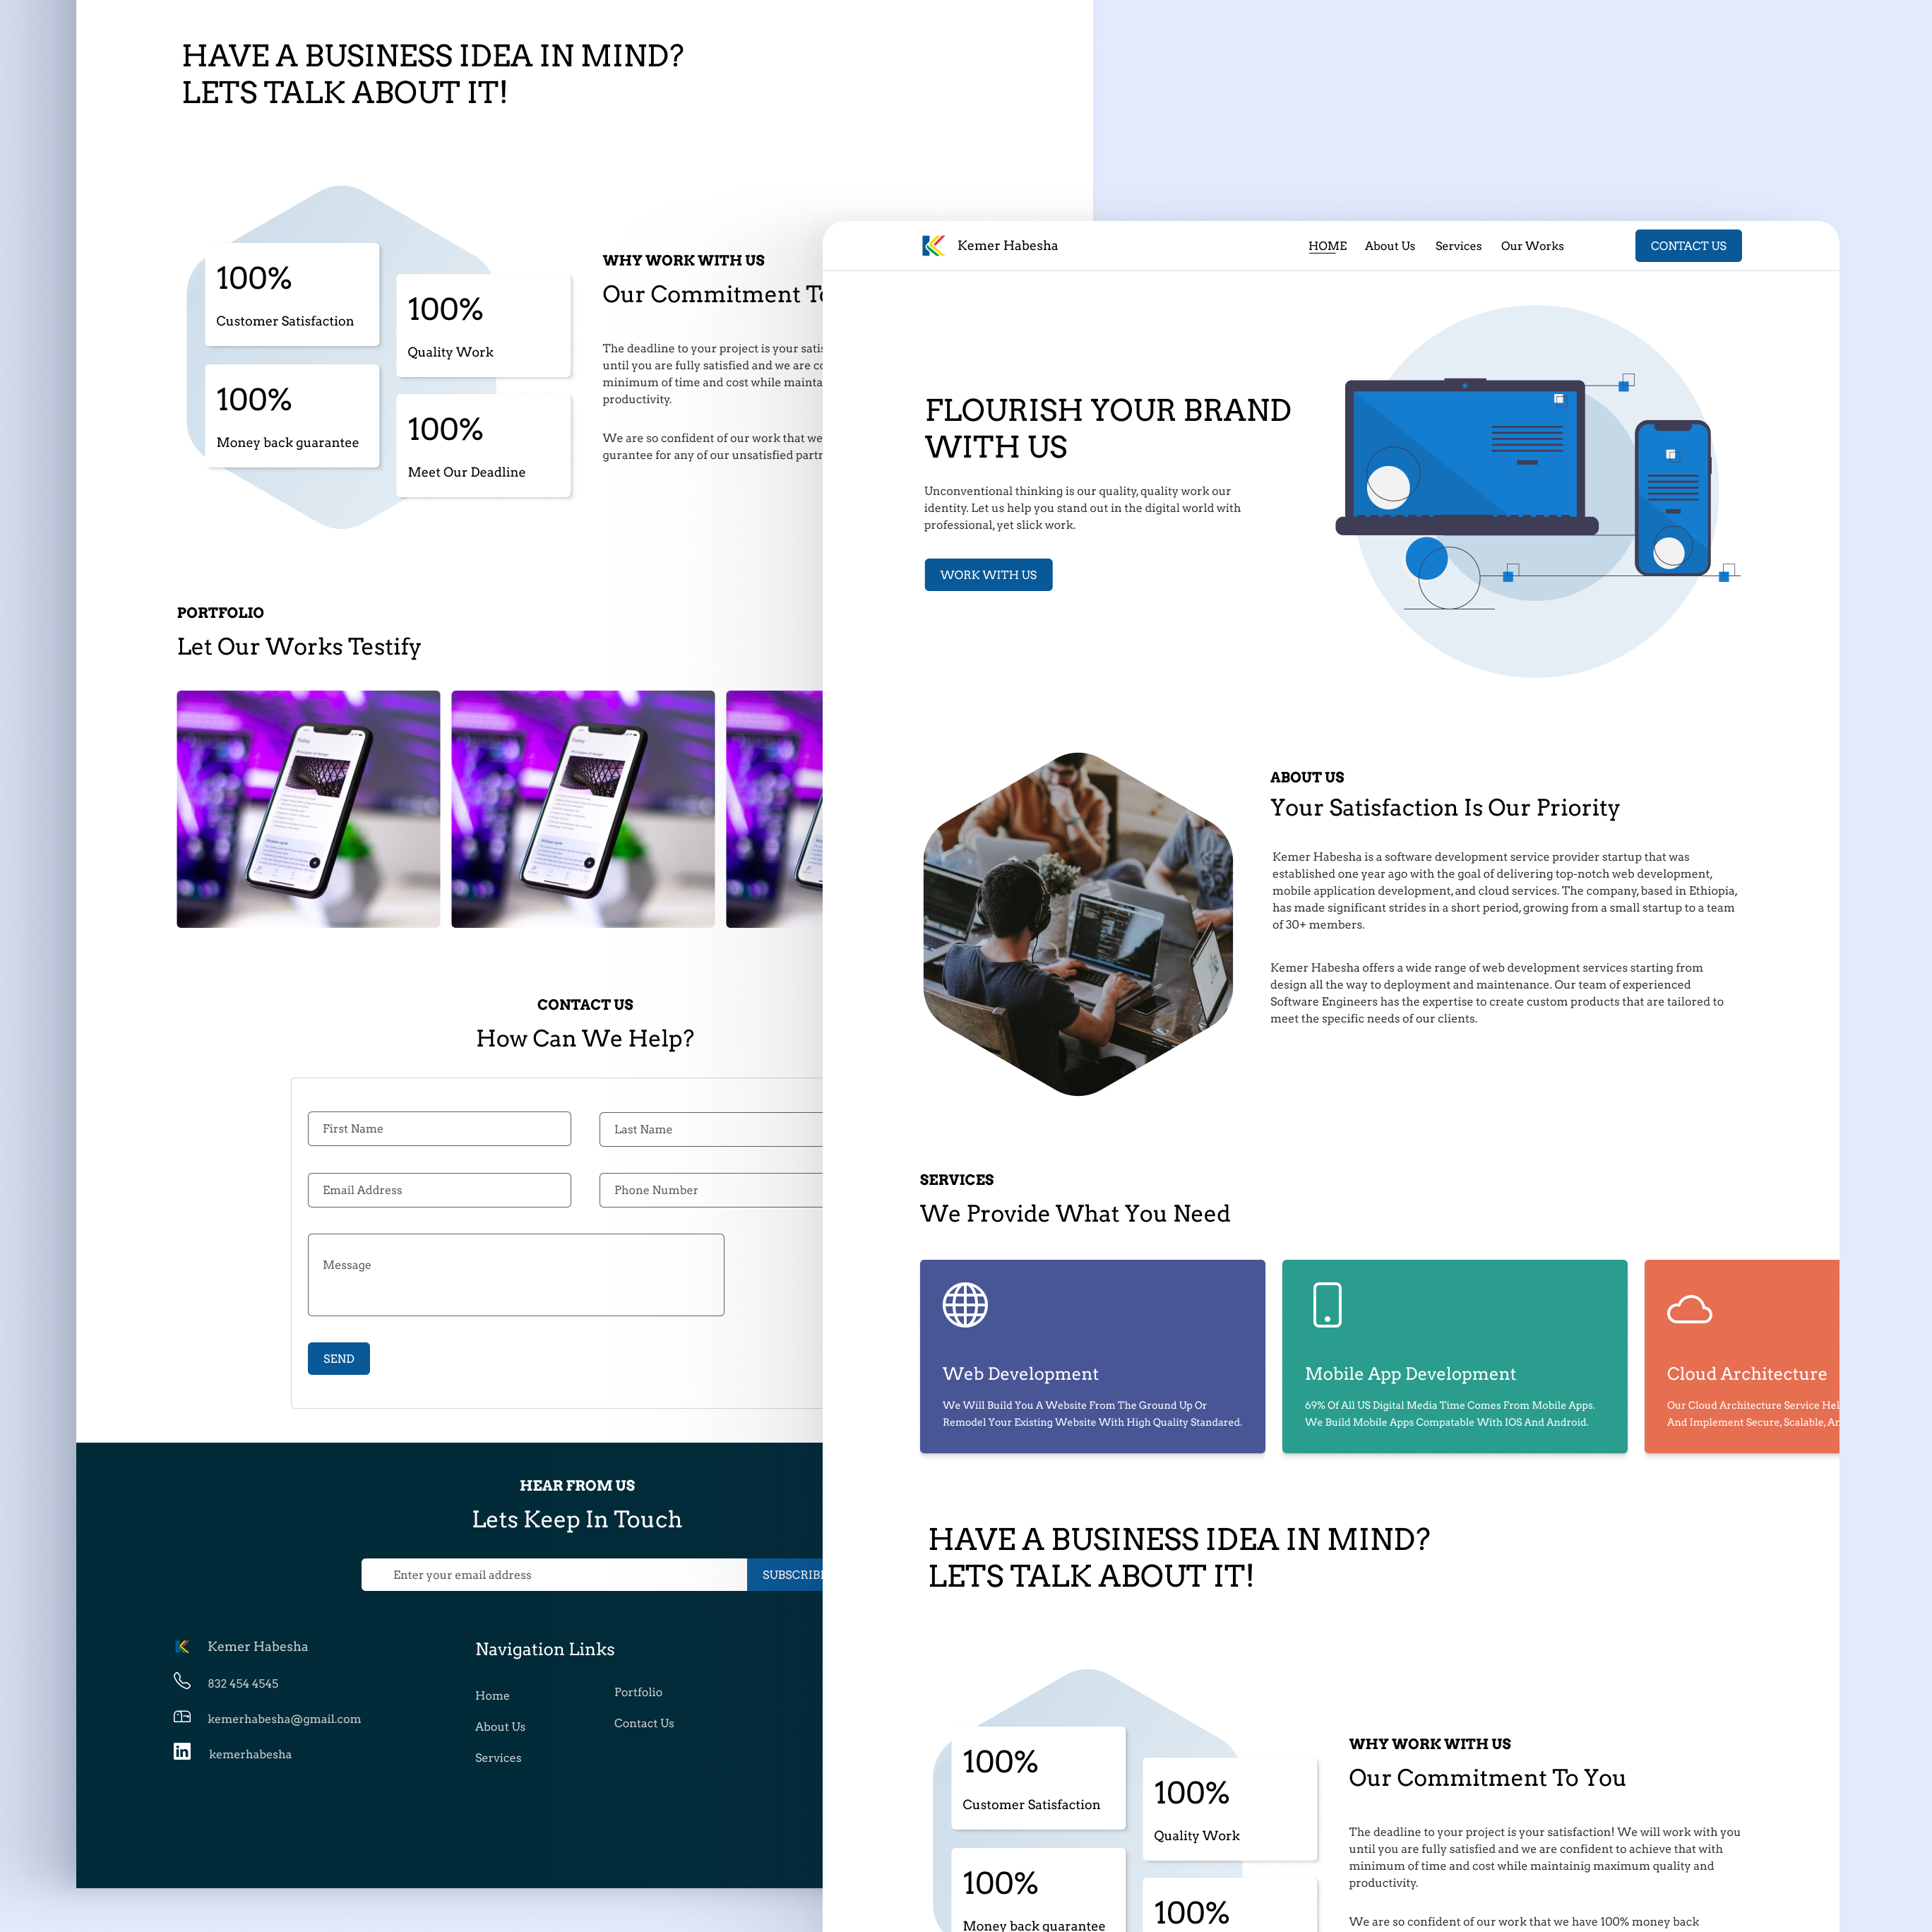 HAVE A BUSINESS IDEA IN MIND?
LETS TALK ABOUT IT!
100%
Customer Satisfaction
100%
Quality Work
100%
Money back guarantee
100%
Meet Our Deadline
WHY WORK WITH US
Our Commitment To
The deadline to your project is your
until you are fully satisfied and we are
minimum of time and cost while
productivity.
We are so confident of our work that we
gurantee for any of our unsatisfied
PORTFOLIO
Let Our Works Testify
CONTACT US
How Can We Help?
First Name
Last Name
Email Address
Phone Number
Message
SEND
HEAR FROM US
Lets Keep In Touch
Enter your email address
SUBSCRIBE
Kemer Habesha
832 454 4545
kemerhabesha@gmail.com
kemerhabesha
Navigation Links
Home
About Us
Services
Portfolio
Contact Us
Kemer Habesha
HOME
About Us
Services
Our Works
CONTACT US
FLOURISH YOUR BRAND
WITH US
Unconventional thinking is our quality, quality work our
identity. Let us help you stand out in the digital world with
professional, yet slick work.
WORK WITH US
ABOUT US
Your Satisfaction Is Our Priority
Kemer Habesha is a software development service provider startup that was
established one year ago with the goal of delivering top-notch web development,
mobile application development, and cloud services. The company, based in Ethiopia,
has made significant strides in a short period, growing from a small startup to a team
of 30+ members.
Kemer Habesha offers a wide range of web development services starting from
design all the way to deployment and maintenance. Our team of experienced
Software Engineers has the expertise to create custom products that are tailored to
meet the specific needs of our clients.
SERVICES
We Provide What You Need
Web Development
We Will Build You A Website From The Ground Up Or
Remodel Your Existing Website With High Quality Standared.
Mobile App Development
69% Of All US Digital Media Time Comes From Mobile Apps.
We Build Mobile Apps Compatable With IOS And Android.
Cloud Architecture
Our Cloud Architecture Service
And Implement Secure, Scalable,
HAVE A BUSINESS IDEA IN MIND?
LETS TALK ABOUT IT!
100%
Customer Satisfaction
100%
Quality Work
100%
Money back guarantee
100%
WHY WORK WITH US
Our Commitment To You
The deadline to your project is your satisfaction! We will work with you
until you are fully satisfied and we are confident to achieve that with
minimum of time and cost while maintainig maximum quality and
productivity.
We are so confident of our work that we have 100% money back